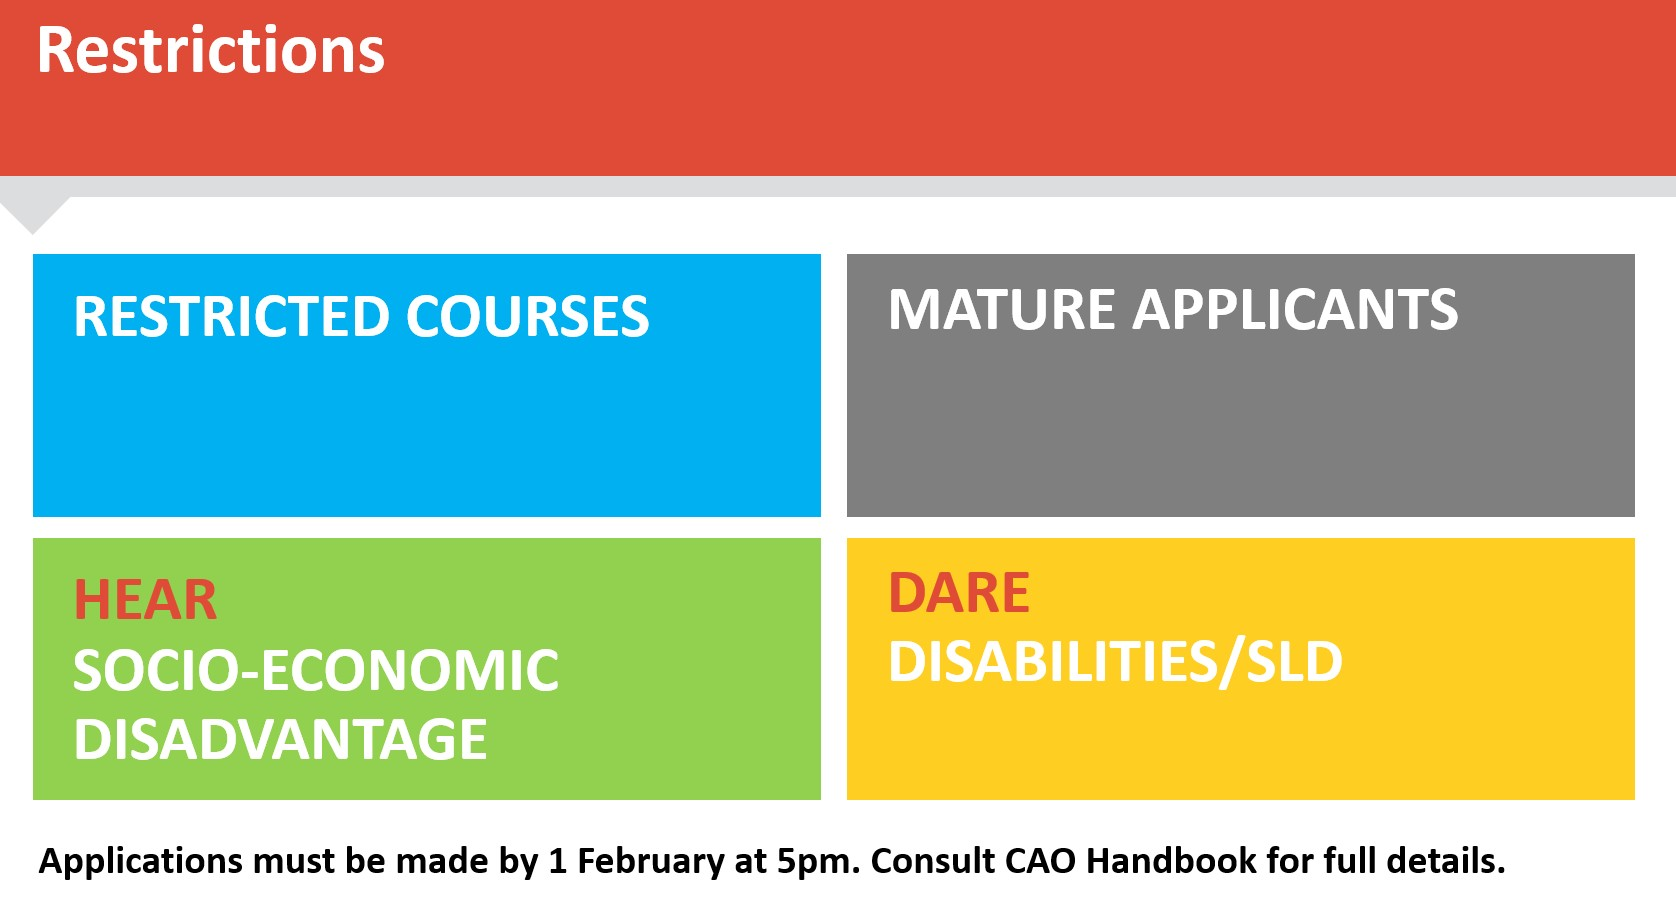 Restrictions
RESTRICTED COURSES
MATURE APPLICANTS
HEAR
SOCIO-ECONOMIC
DISADVANTAGE
DARE
DISABILITIES/SLD
Applications must be made by 1 February at 5pm. Consult CAO Handbook for full details.